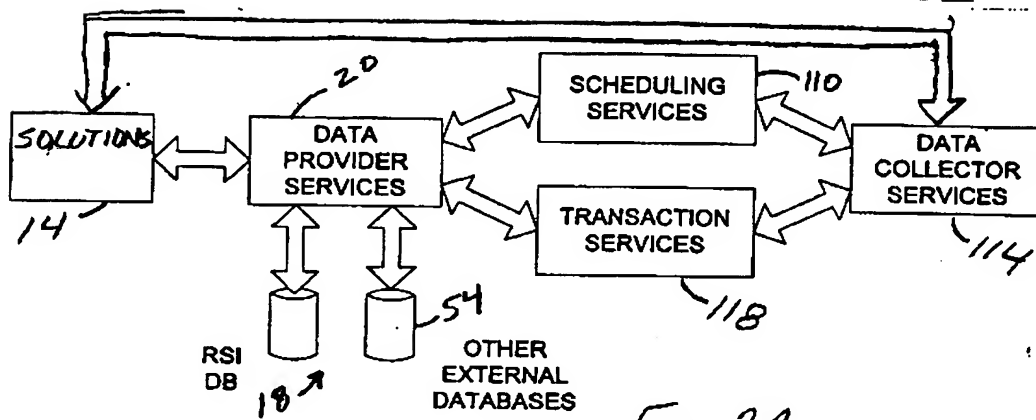 SOLUTIONS
14
20
DATA
PROVIDER
SERVICES
SCHEDULING
SERVICES
110
TRANSACTION
SERVICES
118
DATA
COLLECTOR
SERVICES
114
RSI
DB
18
54
OTHER
EXTERNAL
DATABASES